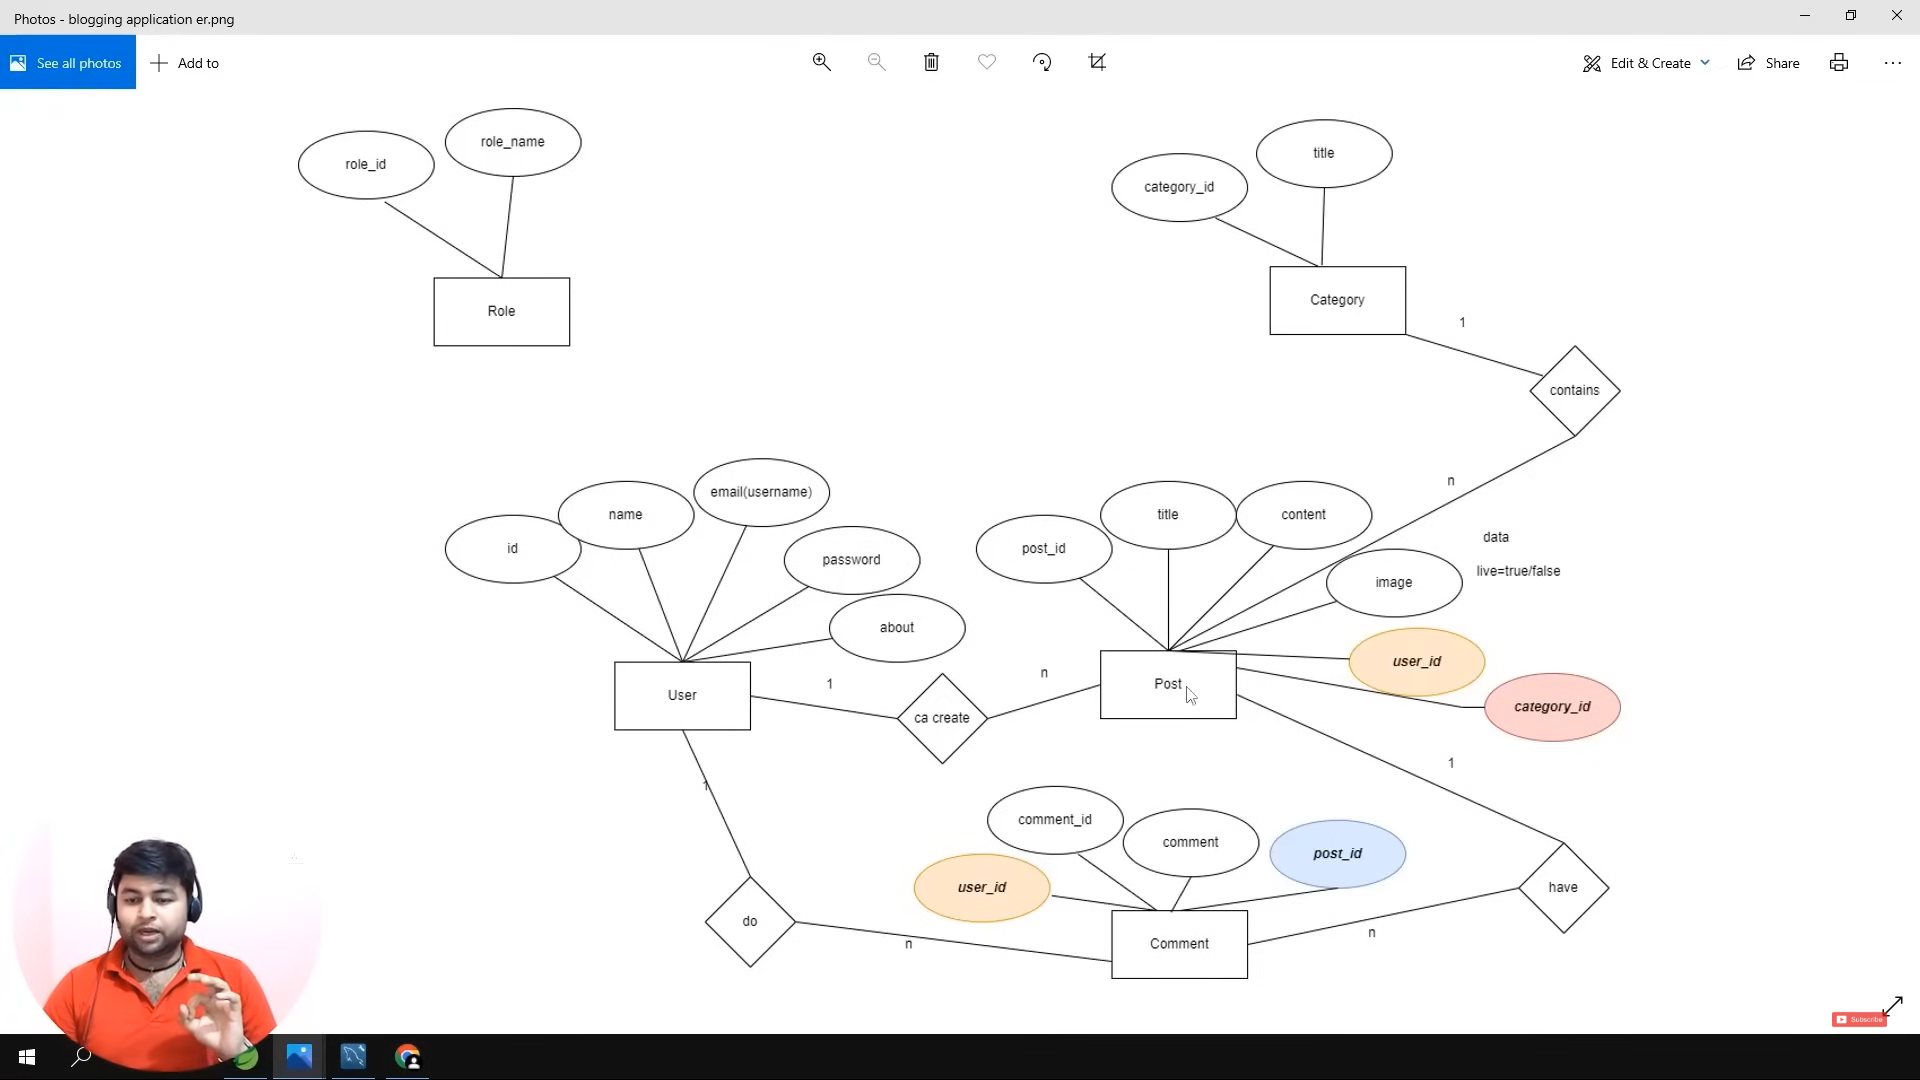 Photos - blogging application er.png
See all photos
Add to
Edit & Create
Share
role_id
role_name
Role
category_id
title
Category
1
contains
n
id
name
email(username)
password
about
User
1
ca create
n
post_id
title
content
image
data
live=true/false
user_id
category_id
Post
1
have
n
1
do
n
user_id
comment_id
comment
post_id
Comment
Subscribe